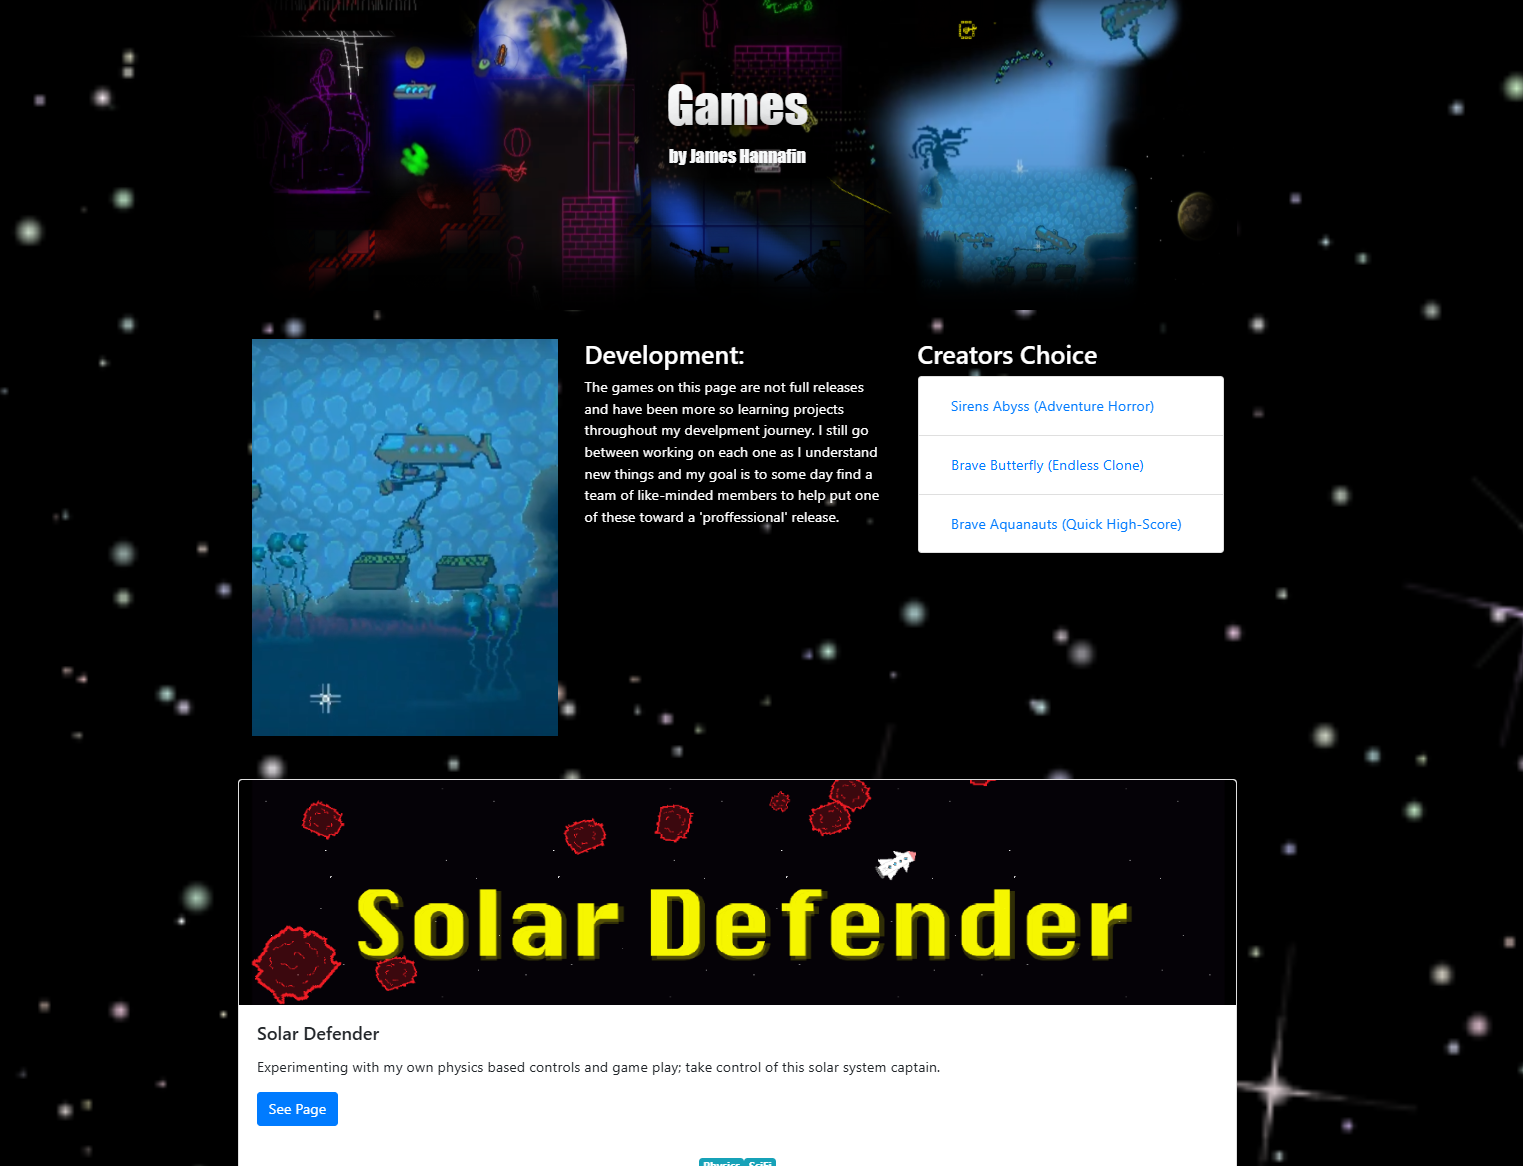 Games
by James Hannafin
Development:
The games on this page are not full releases
and have been more so learning projects
throughout my develpment journey. I still go
between working on each one as I understand
new things and my goal is to some day find a
team of like-minded members to help put one
of these toward a 'proffessional' release.
Creators Choice
Sirens Abyss (Adventure Horror)
Brave Butterfly (Endless Clone)
Brave Aquanauts (Quick High-Score)
Solar Defender
Solar Defender
Experimenting with my own physics based controls and game play; take control of this solar system captain.
See Page
Physics SciFi